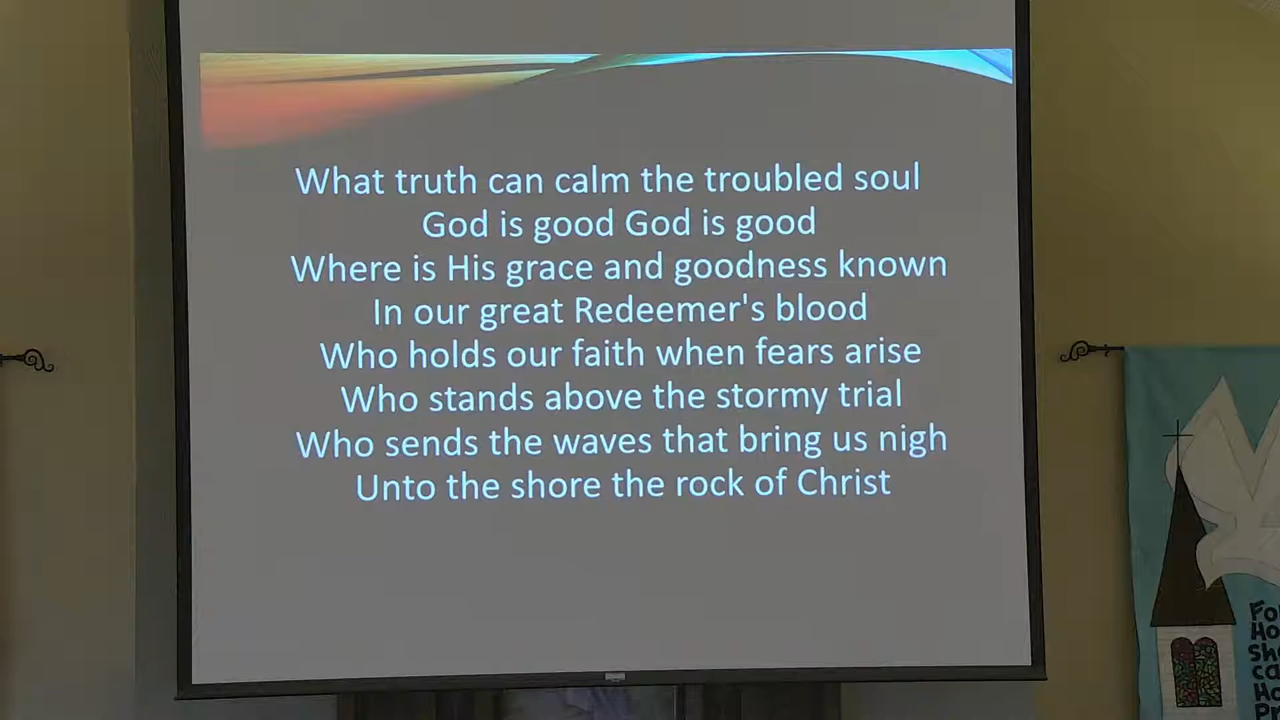 What truth can calm the troubled soul
God is good God is good
Where is His grace and goodness known
In our great Redeemer's blood
Who holds our faith when fears arise
Who stands above the stormy trial
Who sends the waves that bring us nigh
Unto the shore the rock of Christ